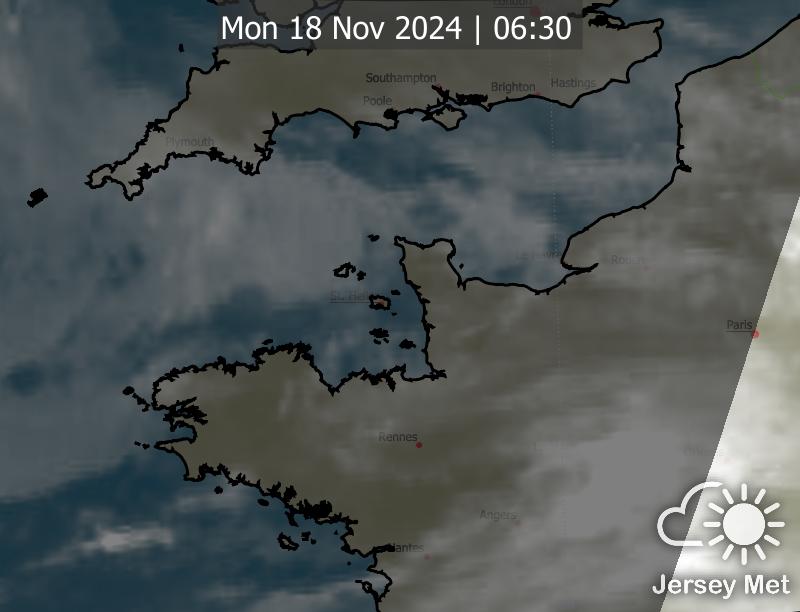 London
Mon 18 Nov 2024 | 06:30
Southampton
Brighton
Hastings
Poole
Plymouth
Le Havre
Rouen
St. Helier
Paris
Rennes
Angers
Nantes
Jersey Met